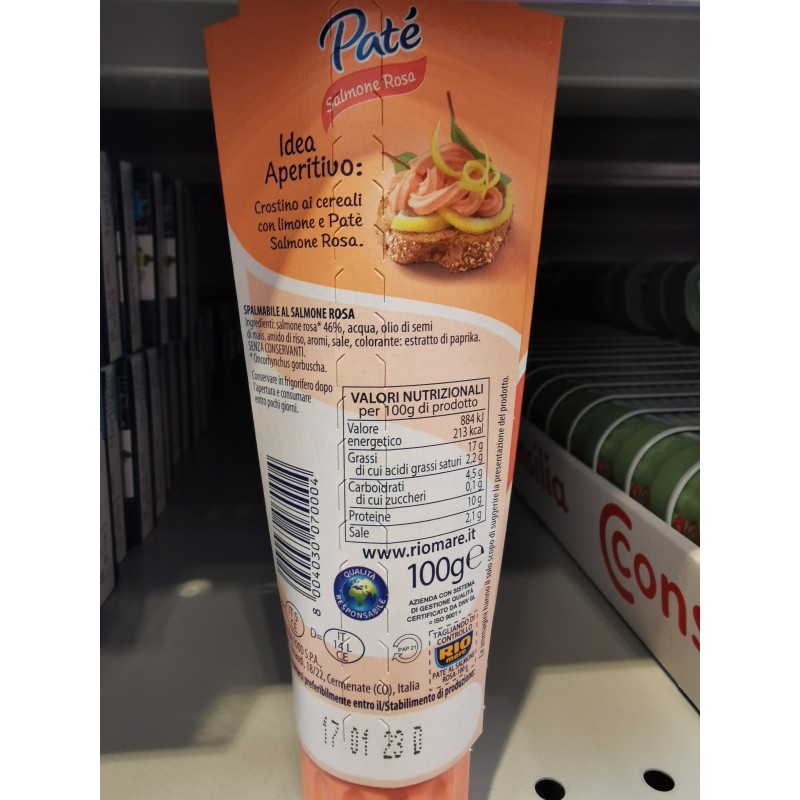 Paté
Salmone Rosa
Idea
Aperitivo:
Crostino ai cereali
con limone e Patè
Salmone Rosa.
SPALMABILE AL SALMONE ROSA
Ingredienti: salmone rosa* 46%, acqua, olio di semi
di mais, amido di riso, aromi, sale, colorante: estratto di paprika.
SENZA CONSERVANTI.
*Oncorhynchus gorbuscha.
Conservare in frigorifero dopo
l'apertura e consumare
entro pochi giorni.
VALORI NUTRIZIONALI
per 100g di prodotto
Valore 884 kJ
energetico 213 kcal
Grassi 17 g
di cui acidi grassi saturi 2,2 g
Carboidrati 4,5 g
di cui zuccheri 0,1 g
Proteine 10 g
Sale 2,1 g
www.riomare.it
100g e
8 004030 070004
QUALITÀ
RESPONSABILE
AZIENDA CON SISTEMA
DI GESTIONE QUALITÀ
CERTIFICATO DA DNV GL
= ISO 9001 =
CE
D=
IT
14 L
CE
PAP 21
TAGLIANDO DI
CONTROLLO
RIO
mare
PATÉ AL SALMONE
ROSA-100 g
S.P.A.,
18/22, Cermenate (CO), Italia
preferibilmente entro il/Stabilimento di produzione:
17 01 23 D
Le immagini hanno il solo scopo di suggerire la presentazione del prodotto.
silia
Cons